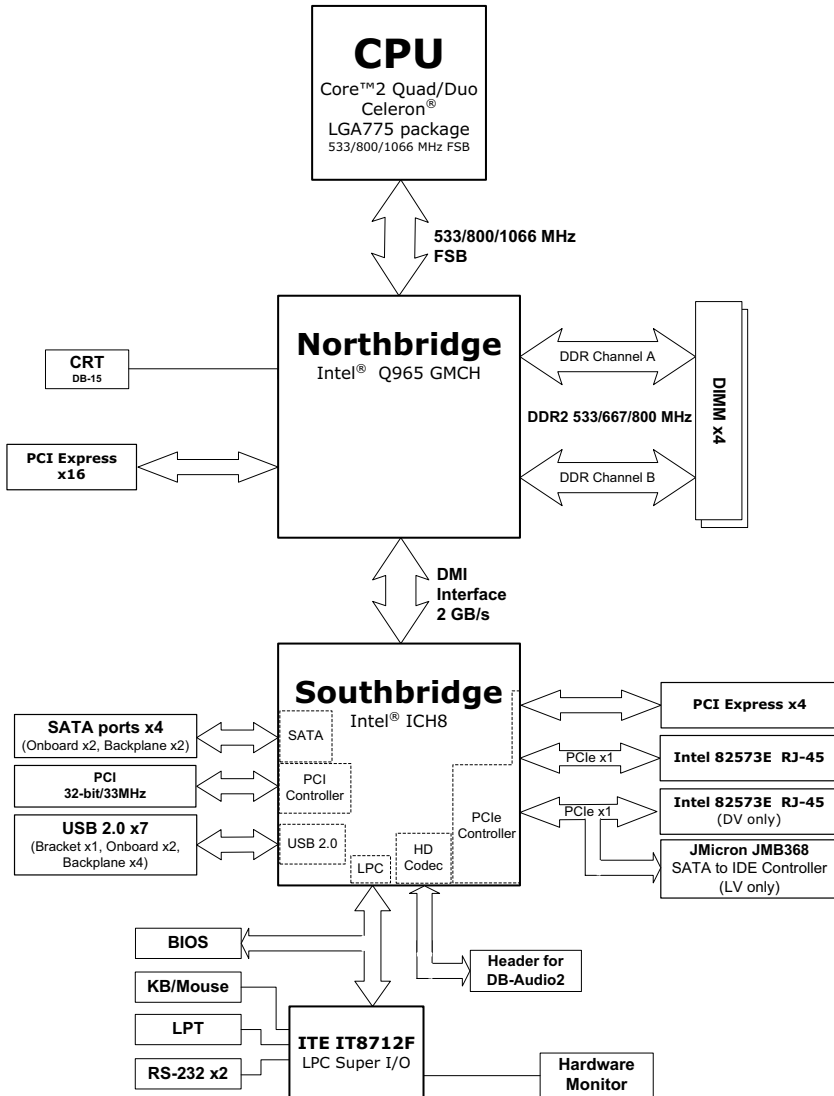 CPU
Core™2 Quad/Duo
Celeron®
LGA775 package
533/800/1066 MHz FSB
533/800/1066 MHz
FSB
Northbridge
Intel® Q965 GMCH
CRT
DB-15
PCI Express
x16
DDR Channel A
DDR2 533/667/800 MHz
DDR Channel B
DIMM x4
DMI
Interface
2 GB/s
Southbridge
Intel® ICH8
SATA
PCI
Controller
USB 2.0
LPC
HD
Codec
PCIe
Controller
SATA ports x4
(Onboard x2, Backplane x2)
PCI
32-bit/33MHz
USB 2.0 x7
(Bracket x1, Onboard x2,
Backplane x4)
PCI Express x4
PCIe x1
Intel 82573E RJ-45
PCIe x1
Intel 82573E RJ-45
(DV only)
JMicron JMB368
SATA to IDE Controller
(LV only)
BIOS
Header for
DB-Audio2
KB/Mouse
LPT
RS-232 x2
ITE IT8712F
LPC Super I/O
Hardware
Monitor